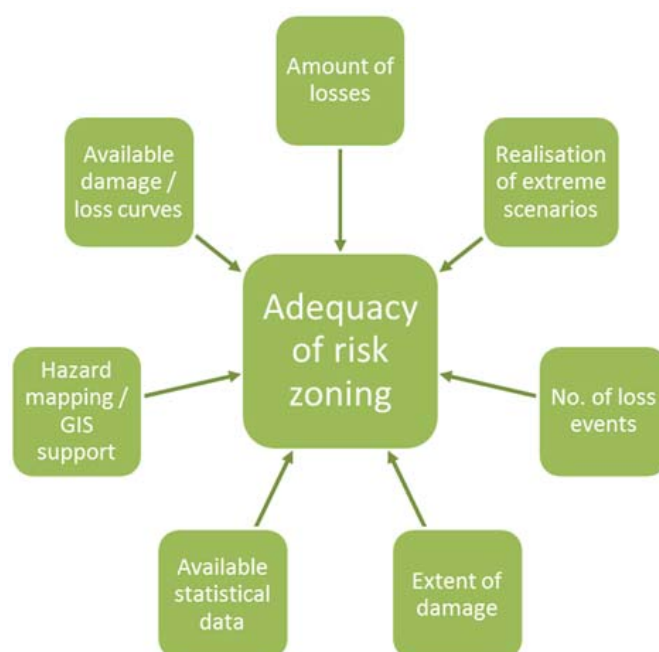 Amount of
losses
Realisation
of extreme
scenarios
No. of loss
events
Extent of
damage
Available
statistical
data
Hazard
mapping /
GIS
support
Available
damage /
loss curves
Adequacy
of risk
zoning